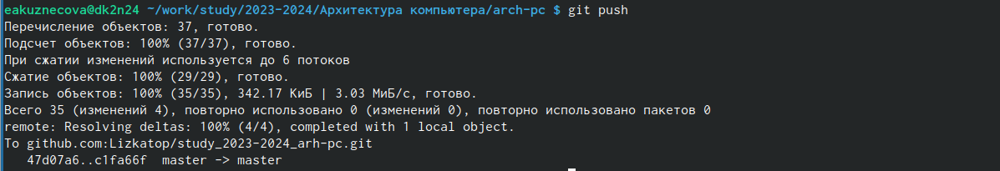 eakuznecova@dk2n24 ~/work/study/2023-2024/Архитектура компьютера/arch-pc $ git push
Перечисление объектов: 37, готово.
Подсчет объектов: 100% (37/37), готово.
При сжатии изменений используется до 6 потоков
Сжатие объектов: 100% (29/29), готово.
Запись объектов: 100% (35/35), 342.17 КиБ | 3.03 МиБ/с, готово.
Всего 35 (изменений 4), повторно использовано 0 (изменений 0), повторно использовано пакетов 0
remote: Resolving deltas: 100% (4/4), completed with 1 local object.
To github.com:Lizkatop/study_2023-2024_arh-pc.git
   47d07a6..c1fa66f  master -> master